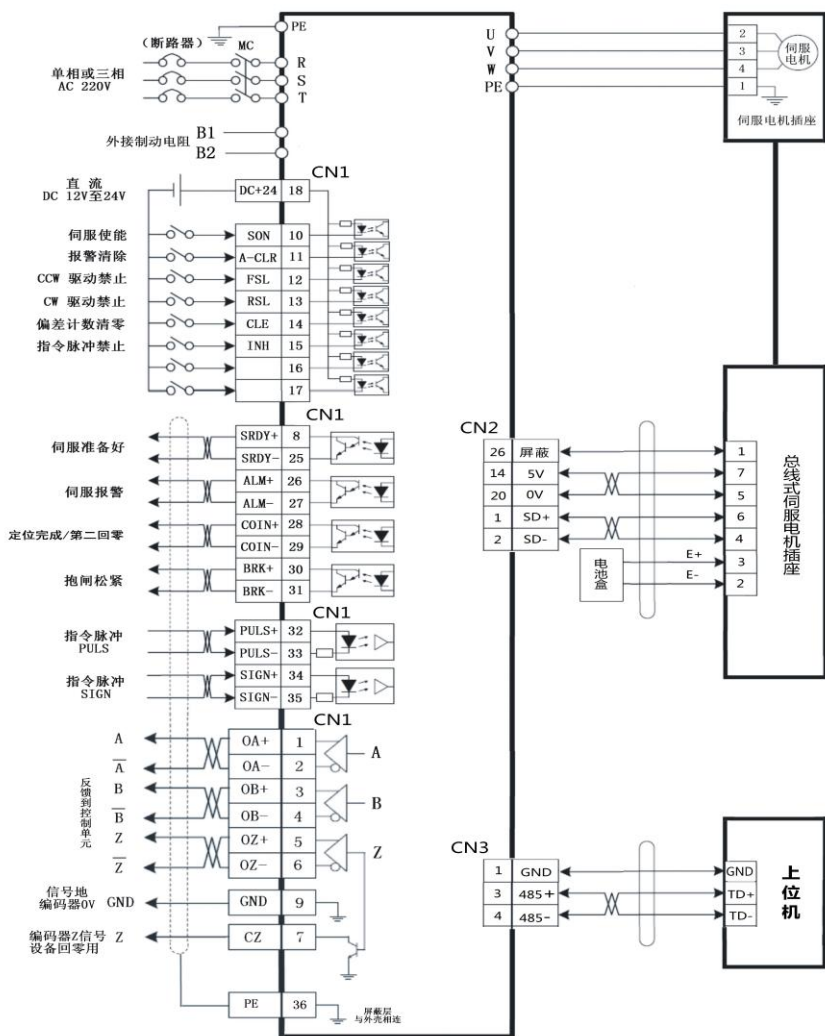 PE
(断路器) MC
单相或三相
AC 220V
R
S
T
外接制动电阻
B1
B2
CN1
直 流
DC 12V至24V
DC+24 18
伺服使能 SON 10
报警清除 A-CLR 11
CCW 驱动禁止 FSL 12
CW 驱动禁止 RSL 13
偏差计数清零 CLE 14
指令脉冲禁止 INH 15
16
17
CN1
伺服准备好
SRDY+ 8
SRDY- 25
伺服报警
ALM+ 26
ALM- 27
定位完成/第二回零
COIN+ 28
COIN- 29
抱闸松紧
BRK+ 30
BRK- 31
CN1
指令脉冲
PULS
PULS+ 32
PULS- 33
指令脉冲
SIGN
SIGN+ 34
SIGN- 35
CN1
反馈到控制单元
A OA+ 1
A OA- 2
A
B OB+ 3
B OB- 4
B
Z OZ+ 5
Z OZ- 6
Z
信号地
编码器0V GND GND 9
编码器Z信号
设备回零用
Z CZ 7
PE 36
屏蔽层
与外壳相连
U
V
W
PE
2
3
4
1
伺服
电机
伺服电机插座
CN2
26 屏蔽 1
14 5V 7
20 0V 5
1 SD+ 6
2 SD- 4
电池盒
E+ 3
E- 2
总线式伺服电机插座
CN3
1 GND GND
3 485+ TD+
4 485- TD-
上位机